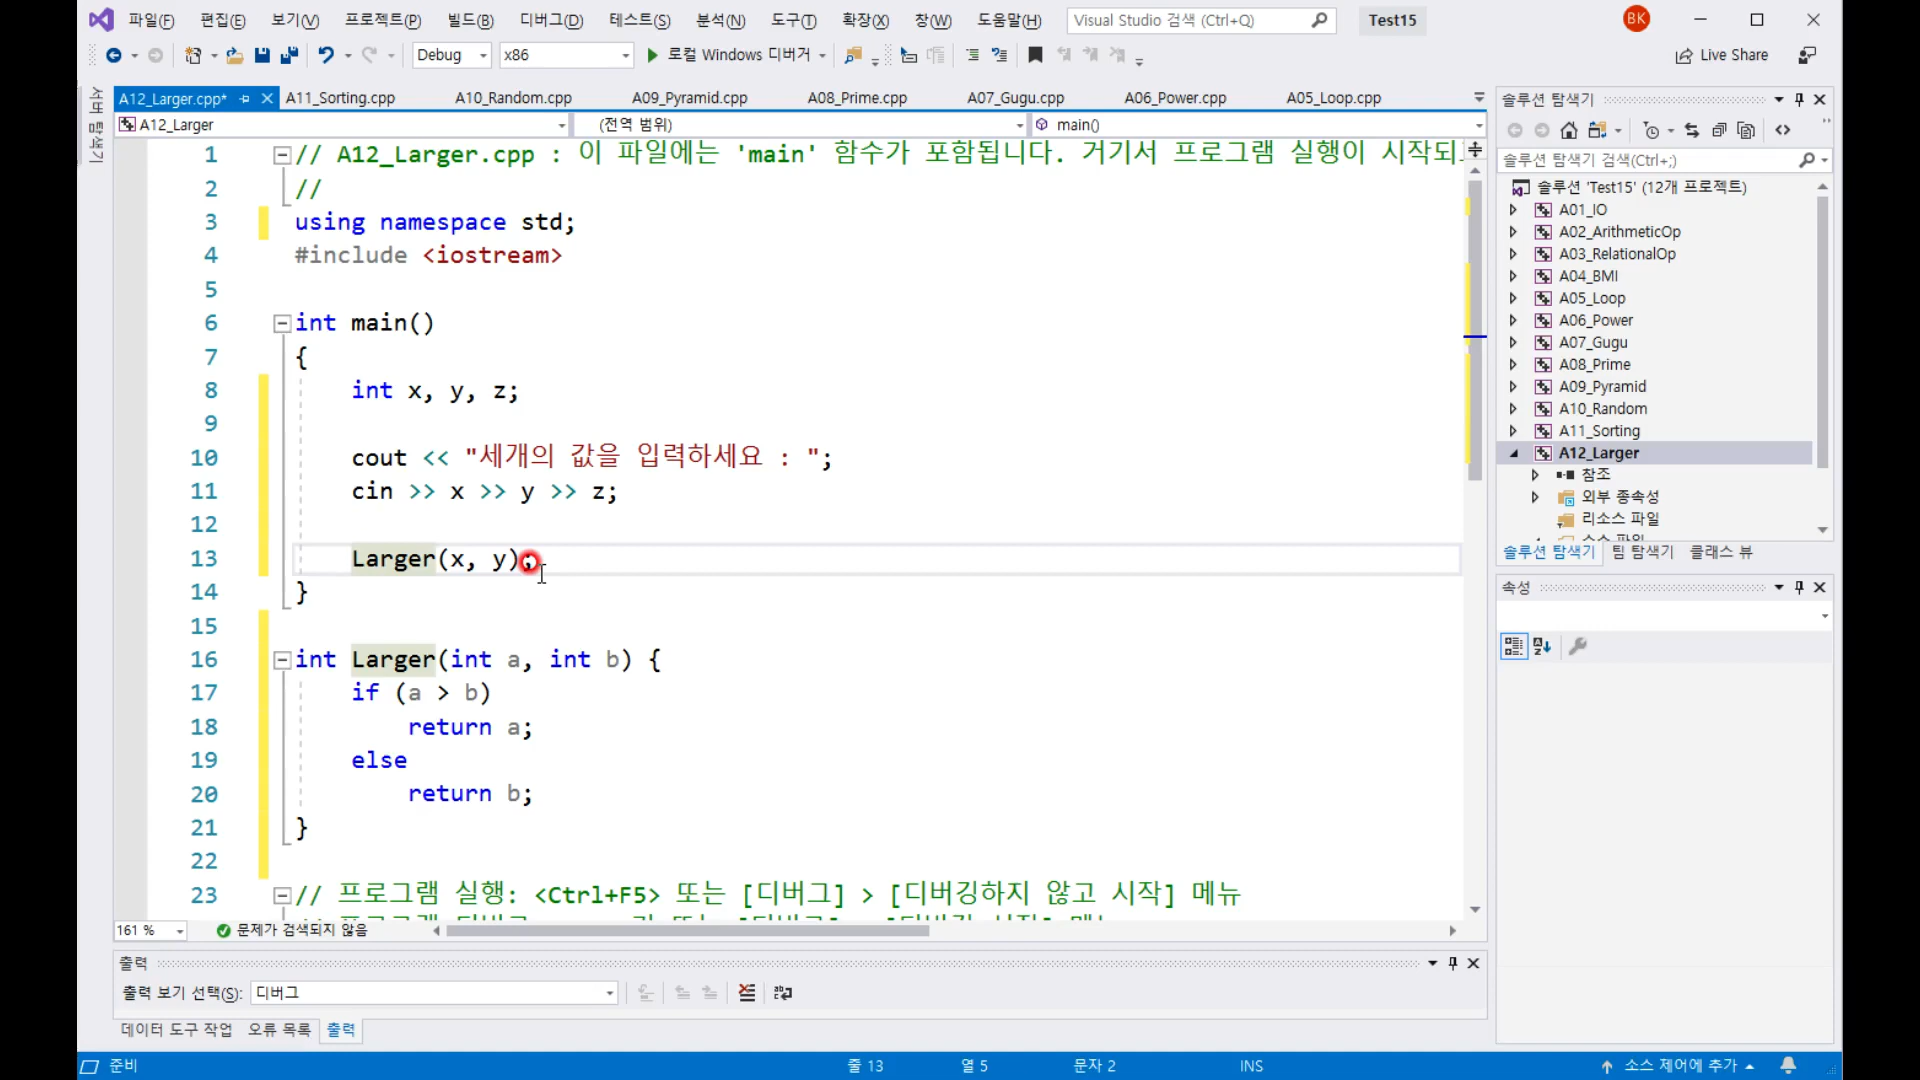 파일(F) 편집(E) 보기(V) 프로젝트(P) 빌드(B) 디버그(D) 테스트(S) 분석(N) 도구(T) 확장(X) 창(W) 도움말(H) Visual Studio 검색 (Ctrl+Q) Test15 BK
Debug x86 로컬 Windows 디버거 Live Share
서버 탐색기
A12_Larger.cpp* A11_Sorting.cpp A10_Random.cpp A09_Pyramid.cpp A08_Prime.cpp A07_Gugu.cpp A06_Power.cpp A05_Loop.cpp
A12_Larger (전역 범위) main()
1 // A12_Larger.cpp : 이 파일에는 'main' 함수가 포함됩니다. 거기서 프로그램 실행이 시작되고
2 //
3 using namespace std;
4 #include <iostream>
5
6 int main()
7 {
8 int x, y, z;
9
10 cout << "세개의 값을 입력하세요 : ";
11 cin >> x >> y >> z;
12
13 Larger(x, y);
14 }
15
16 int Larger(int a, int b) {
17 if (a > b)
18 return a;
19 else
20 return b;
21 }
22
23 // 프로그램 실행: <Ctrl+F5> 또는 [디버그] > [디버깅하지 않고 시작] 메뉴
161 % 문제가 검색되지 않음
출력
출력 보기 선택(S): 디버그
데이터 도구 작업 오류 목록 출력
솔루션 탐색기
솔루션 탐색기 검색(Ctrl+;)
솔루션 'Test15' (12개 프로젝트)
A01_IO
A02_ArithmeticOp
A03_RelationalOp
A04_BMI
A05_Loop
A06_Power
A07_Gugu
A08_Prime
A09_Pyramid
A10_Random
A11_Sorting
A12_Larger
참조
외부 종속성
리소스 파일
소스 파일
솔루션 탐색기 팀 탐색기 클래스 뷰
속성
준비 줄 13 열 5 문자 2 INS 소스 제어에 추가